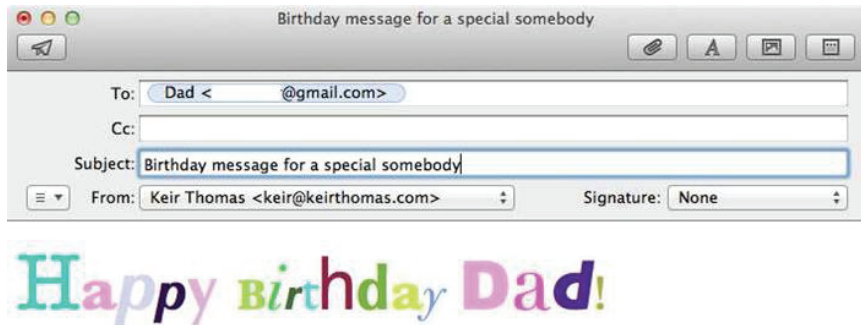 Birthday message for a special somebody
To: Dad < @gmail.com>
Cc:
Subject: Birthday message for a special somebody
From: Keir Thomas <keir@keirthomas.com> Signature: None
Happy Birthday Dad!